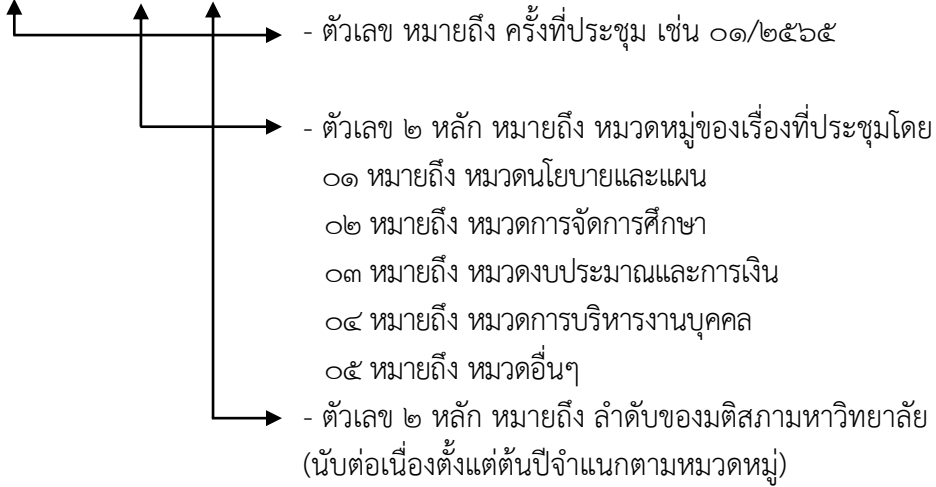 - ตัวเลข หมายถึง ครั้งที่ประชุม เช่น ๐๑/๒๕๖๕
- ตัวเลข ๒ หลัก หมายถึง หมวดหมู่ของเรื่องที่ประชุมโดย
๐๑ หมายถึง หมวดนโยบายและแผน
๐๒ หมายถึง หมวดการจัดการศึกษา
๐๓ หมายถึง หมวดงบประมาณและการเงิน
๐๔ หมายถึง หมวดการบริหารงานบุคคล
๐๕ หมายถึง หมวดอื่นๆ
- ตัวเลข ๒ หลัก หมายถึง ลำดับของมติสภามหาวิทยาลัย
(นับต่อเนื่องตั้งแต่ต้นปีจำแนกตามหมวดหมู่)